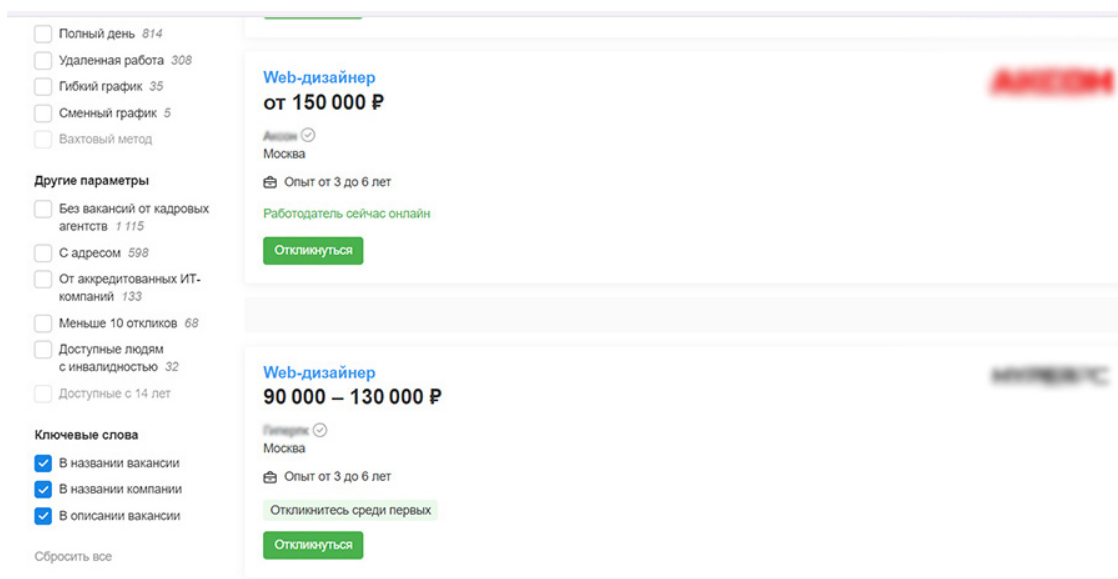 Полный день 814
Удаленная работа 308
Гибкий график 35
Сменный график 5
Вахтовый метод
Другие параметры
Без вакансий от кадровых
агентств 1 115
С адресом 598
От аккредитованных ИТ-
компаний 133
Меньше 10 откликов 68
Доступные людям
с инвалидностью 32
Доступные с 14 лет
Ключевые слова
В названии вакансии
В названии компании
В описании вакансии
Сбросить все
Web-дизайнер
от 150 000 ₽
Москва
Опыт от 3 до 6 лет
Работодатель сейчас онлайн
Откликнуться
Web-дизайнер
90 000 – 130 000 ₽
Москва
Опыт от 3 до 6 лет
Откликнитесь среди первых
Откликнуться